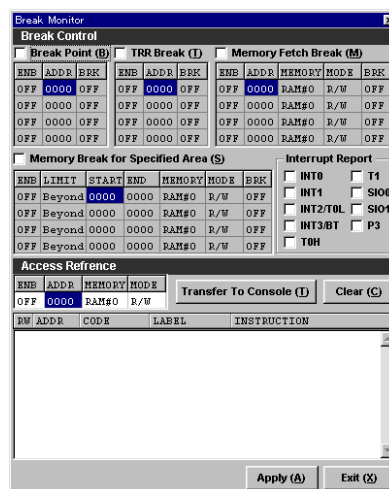 Break Monitor
Break Control
Break Point (B) TRR Break (T) Memory Fetch Break (M)
ENB ADDR BRK ENB ADDR BRK ENB ADDR MEMORY MODE BRK
OFF 0000 OFF OFF 0000 OFF OFF 0000 RAM#0 R/W OFF
OFF 0000 OFF OFF 0000 OFF OFF 0000 RAM#0 R/W OFF
OFF 0000 OFF OFF 0000 OFF OFF 0000 RAM#0 R/W OFF
OFF 0000 OFF OFF 0000 OFF OFF 0000 RAM#0 R/W OFF
Memory Break for Specified Area (S) Interrupt Report
ENB LIMIT START END MEMORY MODE BRK
OFF Beyond 0000 0000 RAM#0 R/W OFF
OFF Beyond 0000 0000 RAM#0 R/W OFF
OFF Beyond 0000 0000 RAM#0 R/W OFF
OFF Beyond 0000 0000 RAM#0 R/W OFF
INT0 T1
INT1 SIO0
INT2/T0L SIO1
INT3/BT P3
T0H
Access Refrence
ENB ADDR MEMORY MODE
OFF 0000 RAM#0 R/W
Transfer To Console (T) Clear (C)
RW ADDR CODE LABEL INSTRUCTION
Apply (A) Exit (X)